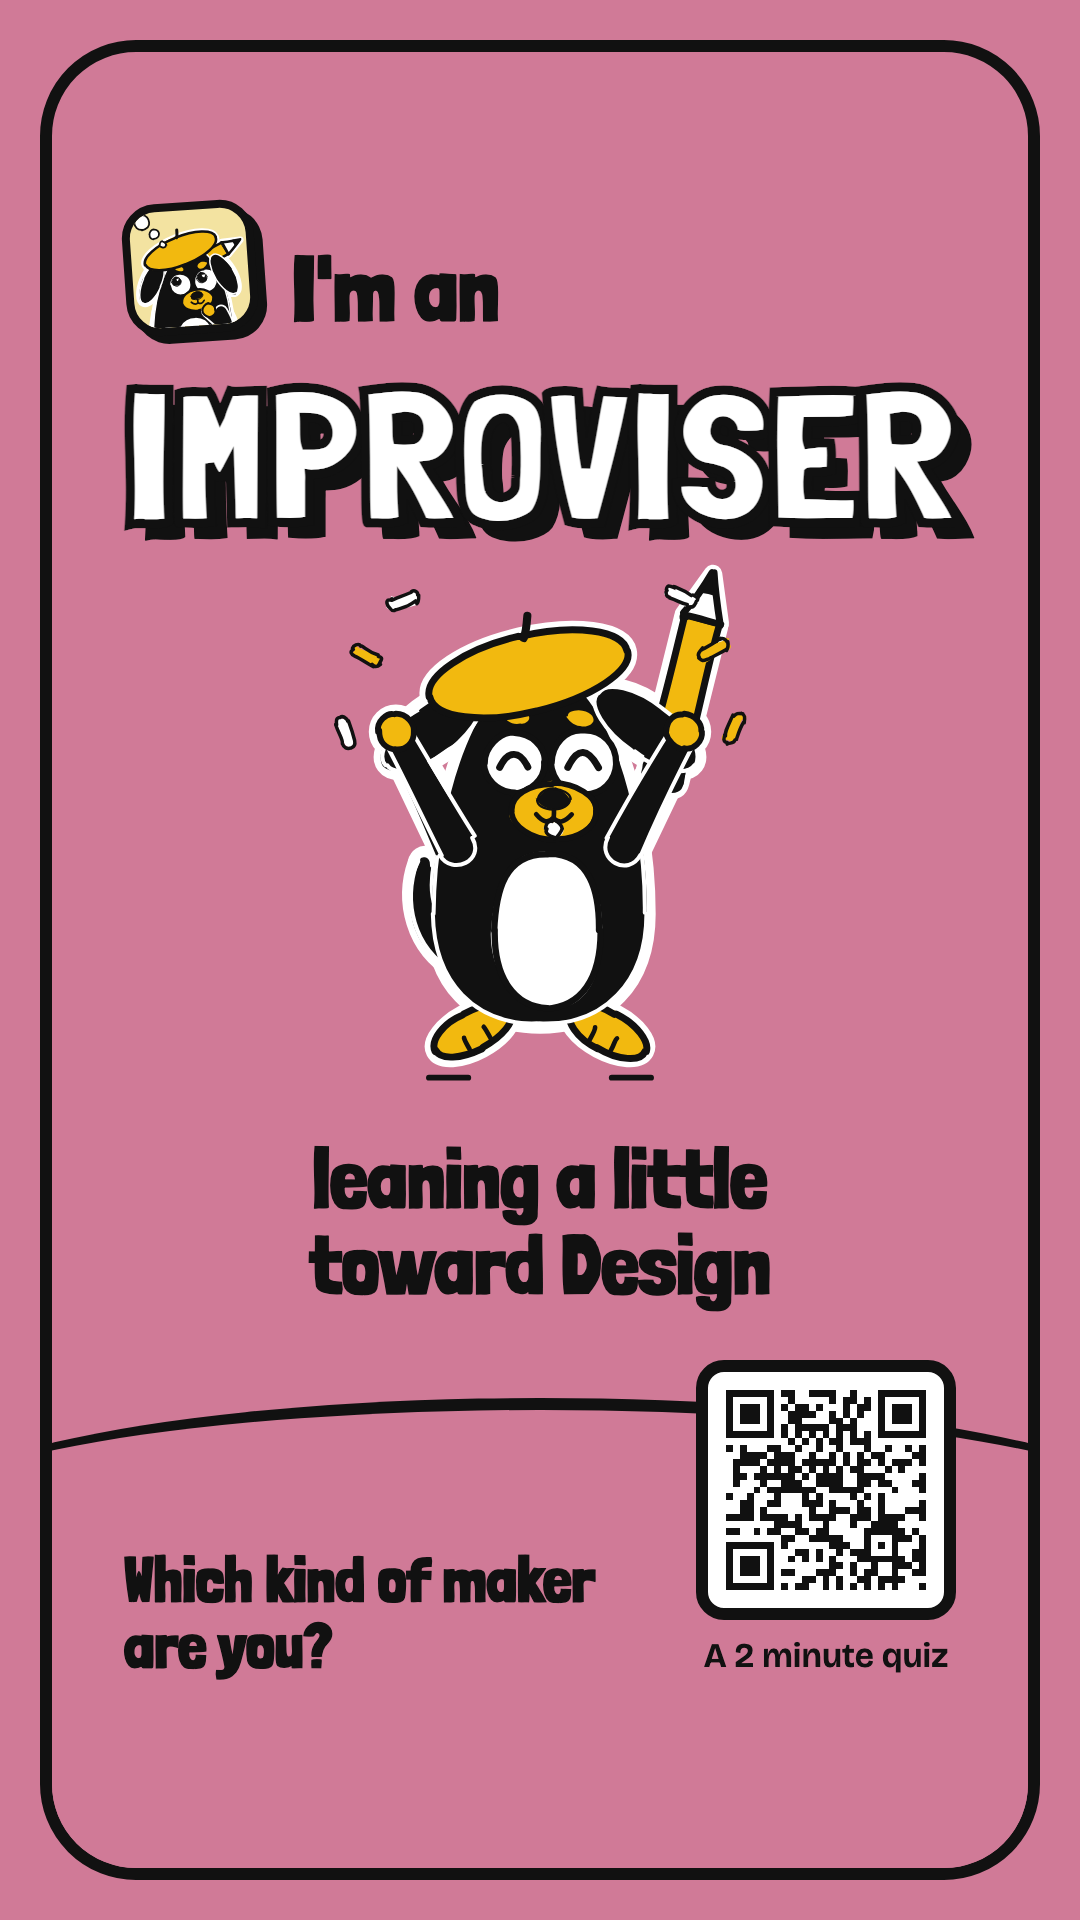 I'm an
IMPROVISER
leaning a little
toward Design
Which kind of maker
are you?
A 2 minute quiz